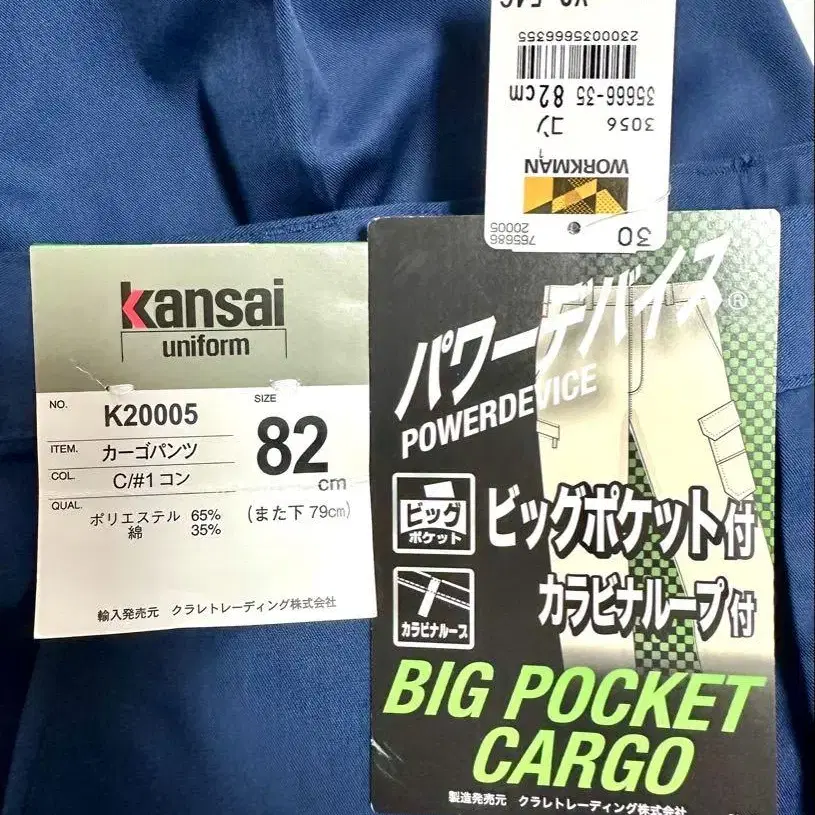 2300035666355
35666-35 82cm
3056 コン
WORKMAN
765686
20005
30
kansai
uniform
NO. K20005
SIZE 82 cm
ITEM. カーゴパンツ
COL. C/#1 コン
QUAL. ポリエステル 65%
綿 35%
(また下 79cm)
輸入発売元 クラレトレーディング株式会社
パワーデバイス®
POWERDEVICE
ビッグ
ポケット
ビッグポケット付
カラビナループ
カラビナループ付
BIG POCKET
CARGO
製造発売元 クラレトレーディング株式会社